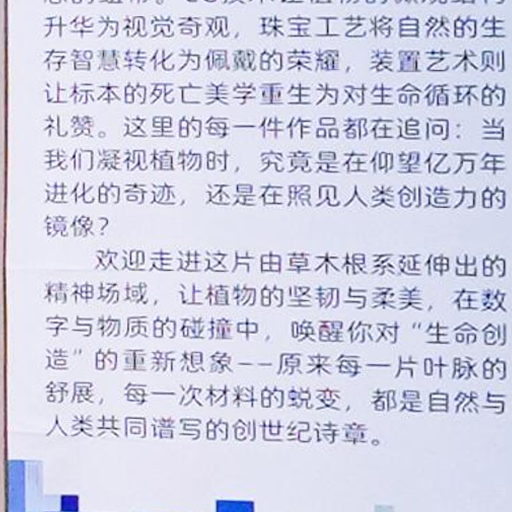 升华为视觉奇观，珠宝工艺将自然的生
存智慧转化为佩戴的荣耀，装置艺术则
让标本的死亡美学重生为对生命循环的
礼赞。这里的每一件作品都在追问：当
我们凝视植物时，究竟是在仰望亿万年
进化的奇迹，还是在照见人类创造力的
镜像？
欢迎走进这片由草木根系延伸出的
精神场域，让植物的坚韧与柔美，在数
字与物质的碰撞中，唤醒你对“生命创
造”的重新想象——原来每一片叶脉的
舒展，每一次材料的蜕变，都是自然与
人类共同谱写的创世纪诗章。